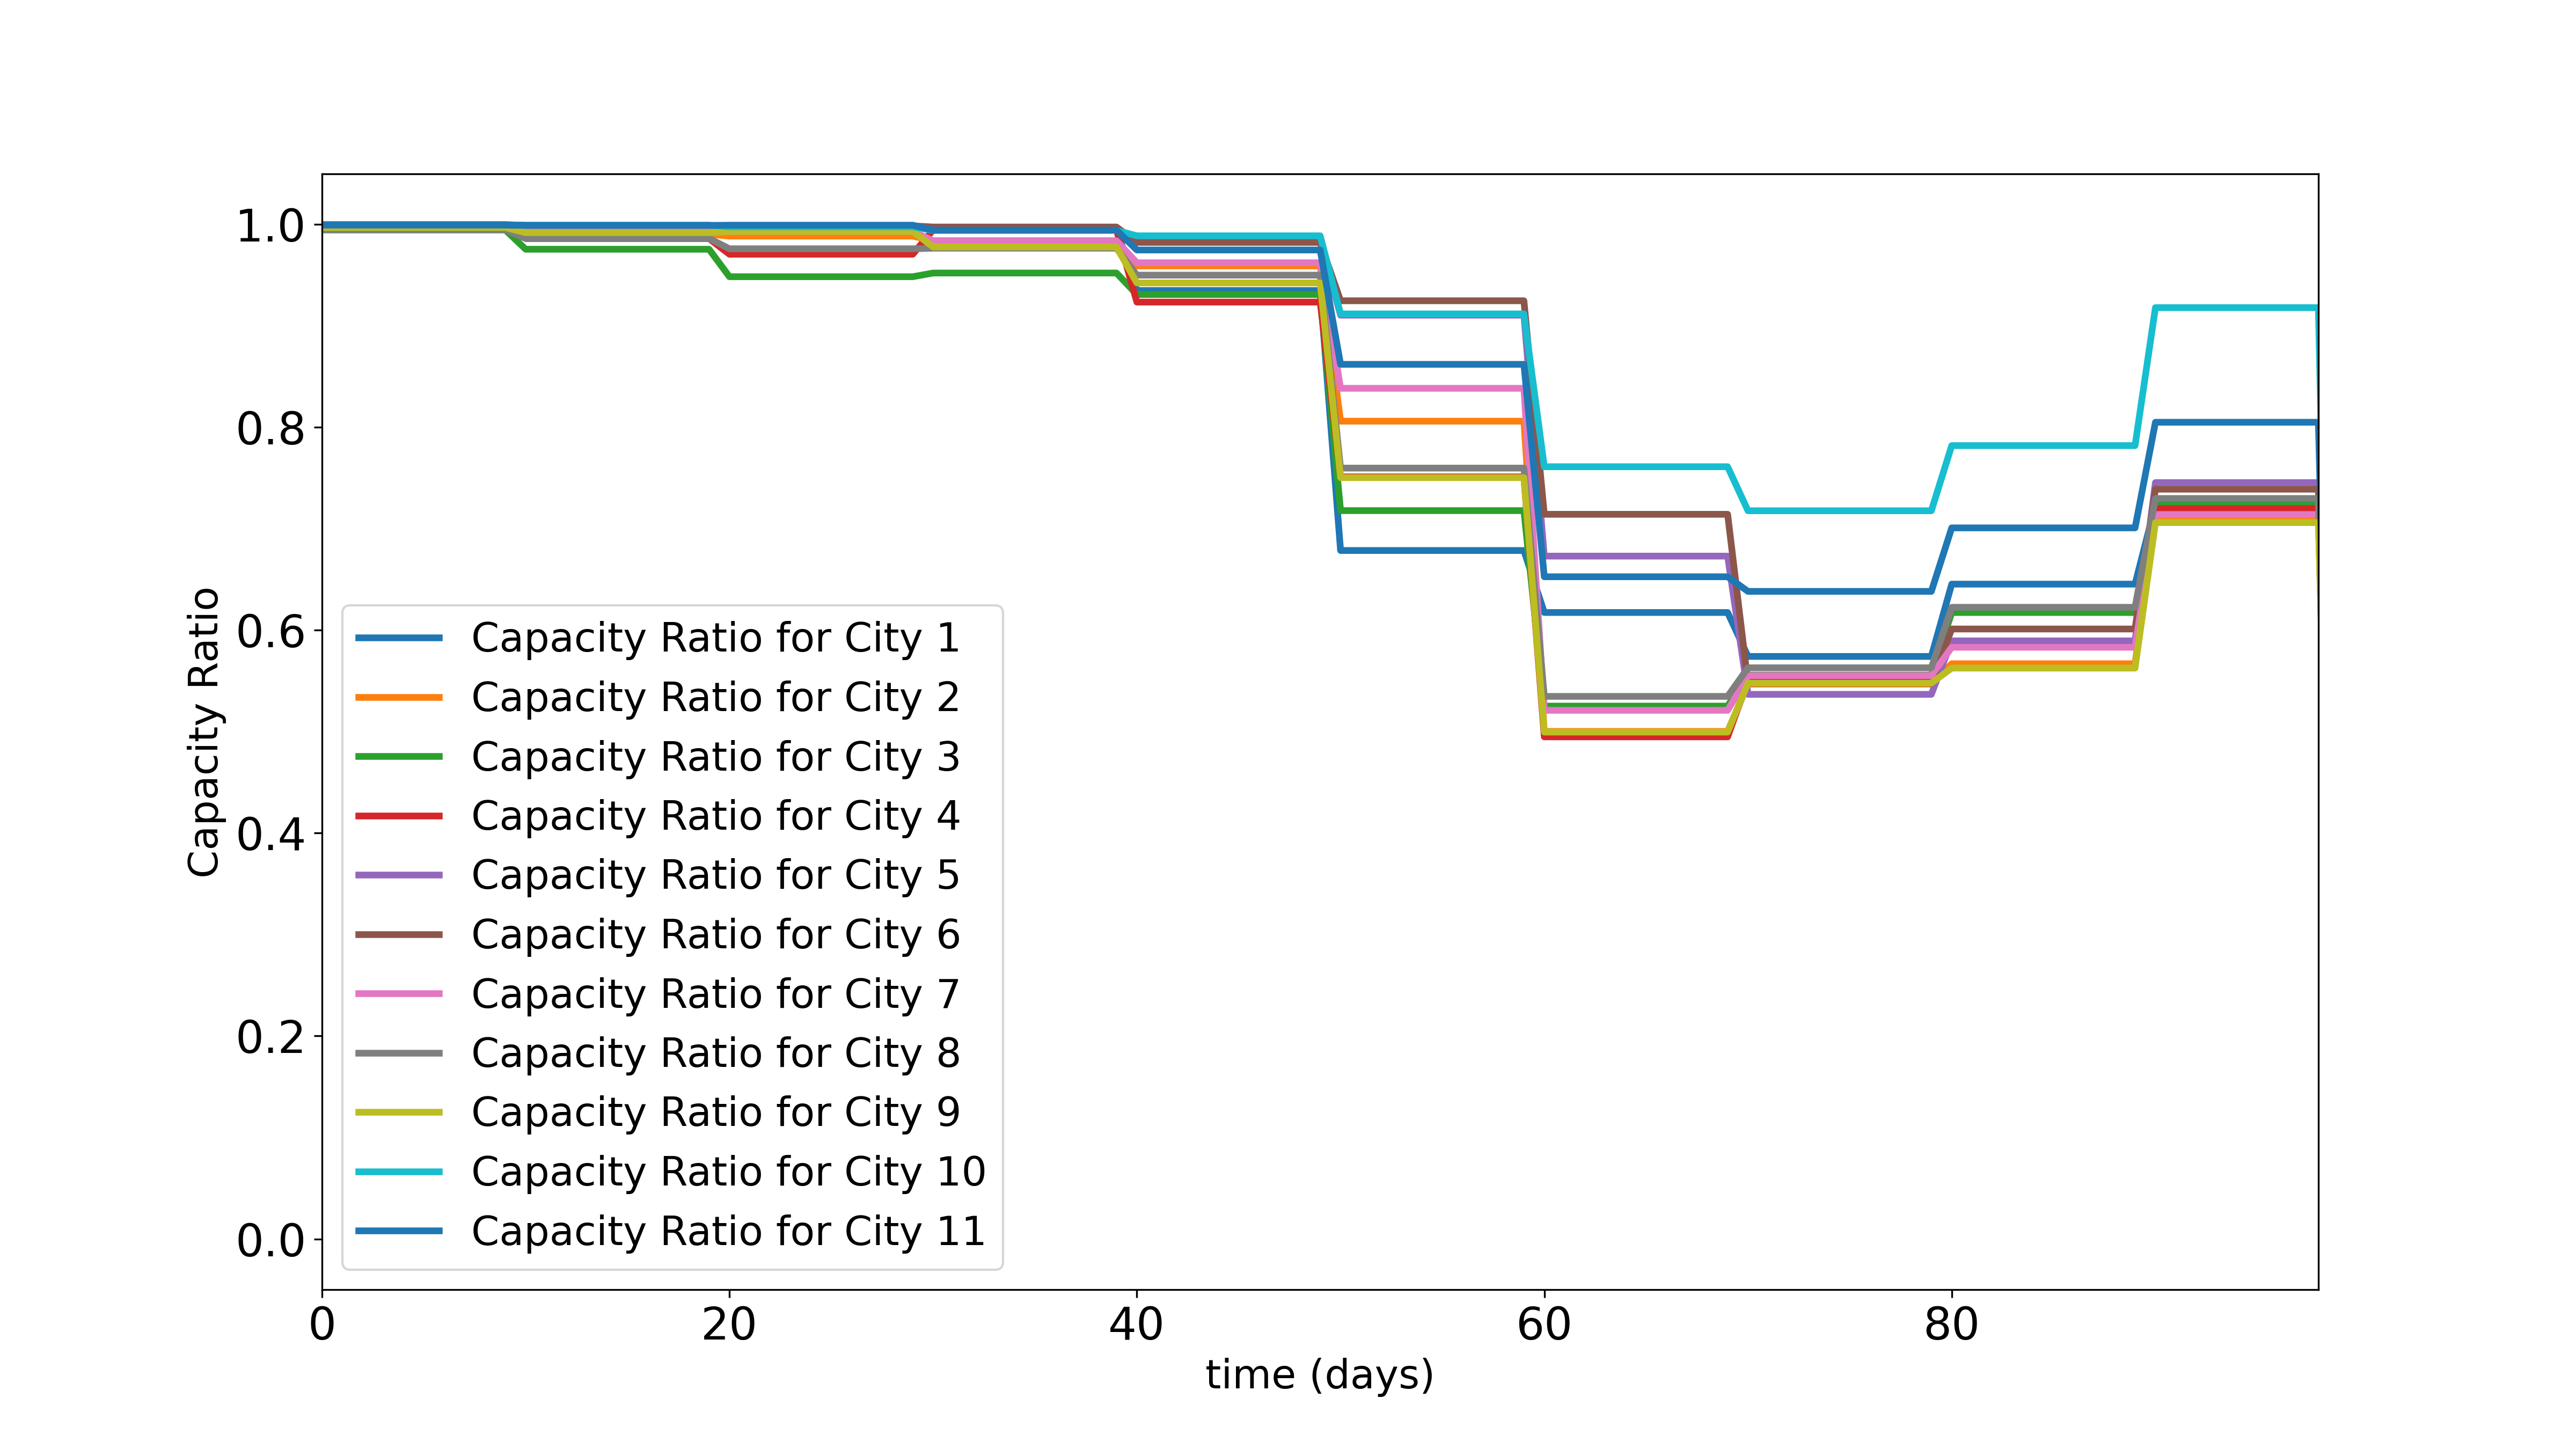 1.0
0.8
0.6
0.4
0.2
0.0
Capacity Ratio
Capacity Ratio for City 1
Capacity Ratio for City 2
Capacity Ratio for City 3
Capacity Ratio for City 4
Capacity Ratio for City 5
Capacity Ratio for City 6
Capacity Ratio for City 7
Capacity Ratio for City 8
Capacity Ratio for City 9
Capacity Ratio for City 10
Capacity Ratio for City 11
0 20 40 60 80
time (days)